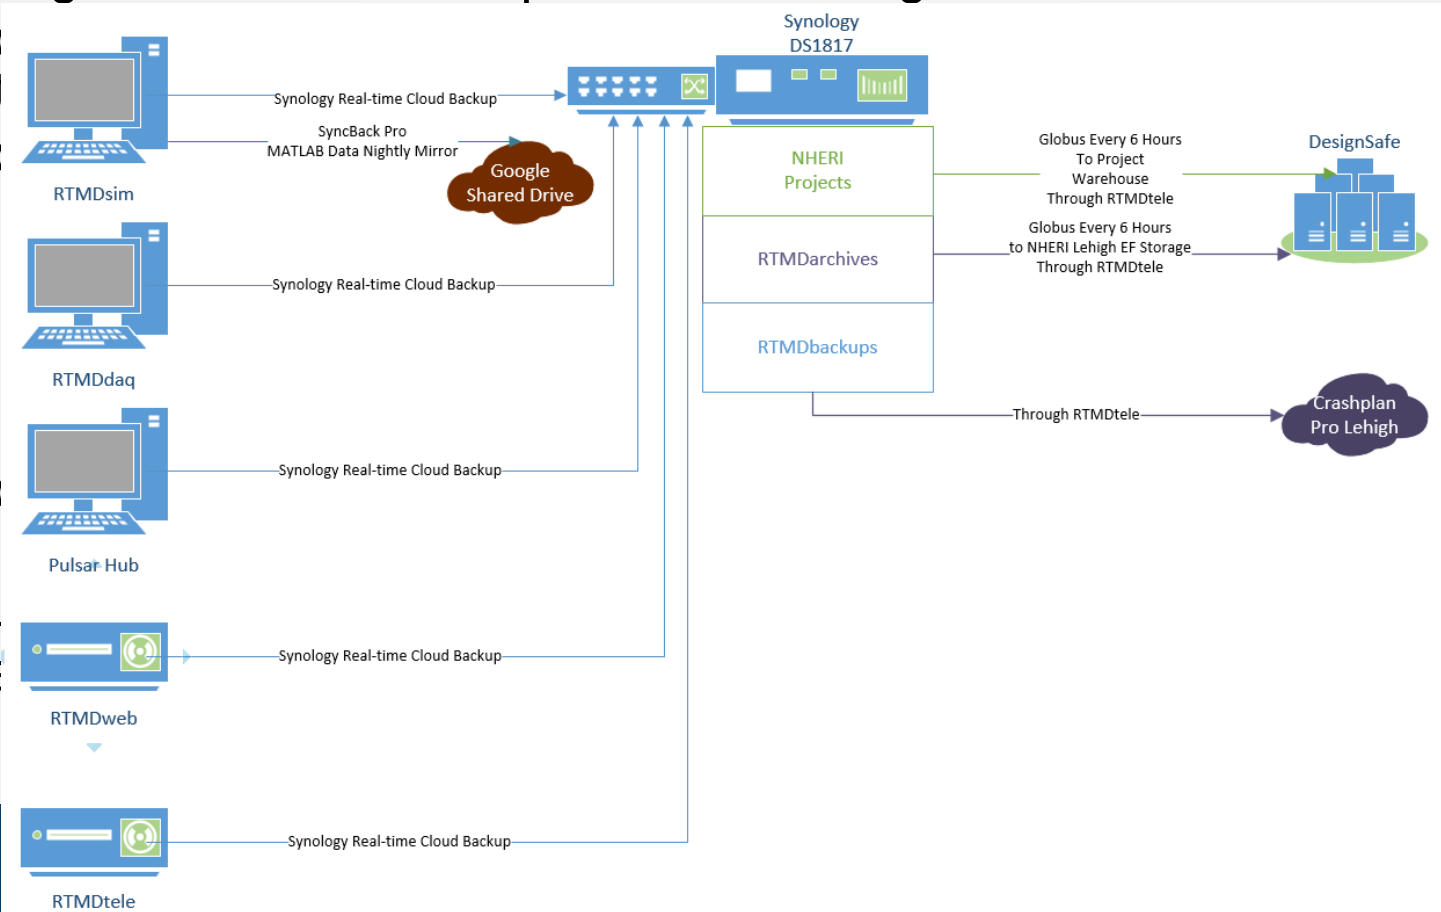 Synology
DS1817
Synology Real-time Cloud Backup
SyncBack Pro
MATLAB Data Nightly Mirror
Google
Shared Drive
RTMDsim
NHERI
Projects
Globus Every 6 Hours
To Project
Warehouse
Through RTMDtele
DesignSafe
RTMDarchives
Globus Every 6 Hours
to NHERI Lehigh EF Storage
Through RTMDtele
Synology Real-time Cloud Backup
RTMDdaq
RTMDbackups
Through RTMDtele
Crashplan
Pro Lehigh
Synology Real-time Cloud Backup
Pulsar Hub
Synology Real-time Cloud Backup
RTMDweb
Synology Real-time Cloud Backup
RTMDtele